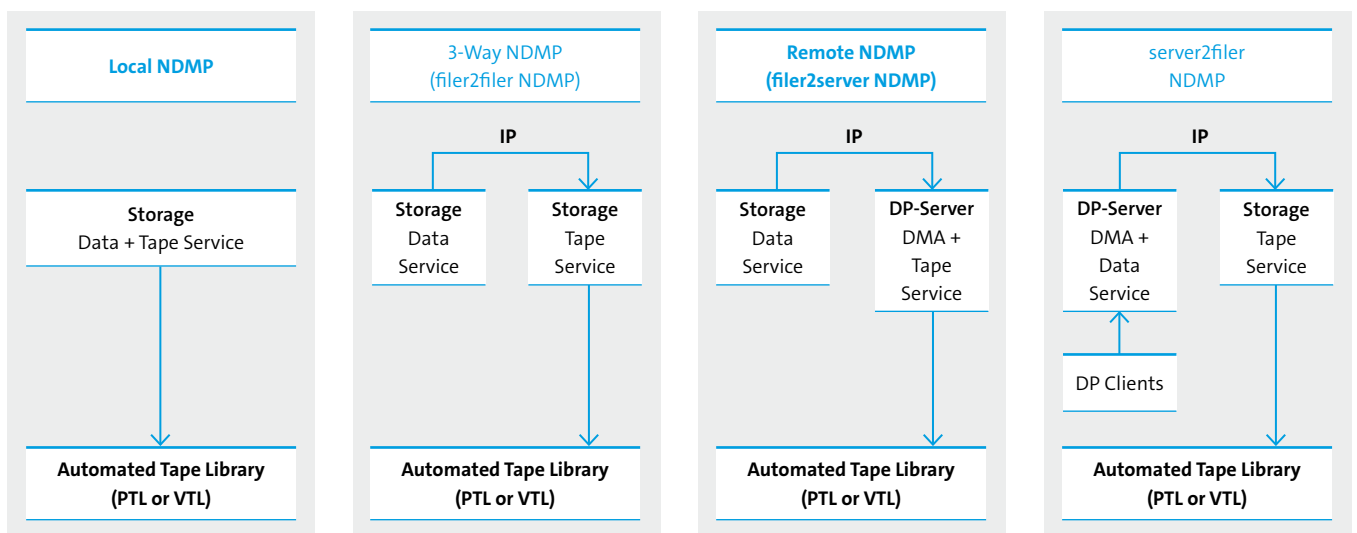 Local NDMP
Storage
Data + Tape Service
Automated Tape Library
(PTL or VTL)
3-Way NDMP
(filer2filer NDMP)
IP
Storage
Data
Service
Storage
Tape
Service
Automated Tape Library
(PTL or VTL)
Remote NDMP
(filer2server NDMP)
IP
Storage
Data
Service
DP-Server
DMA +
Tape
Service
Automated Tape Library
(PTL or VTL)
server2filer
NDMP
IP
DP-Server
DMA +
Data
Service
DP Clients
Storage
Tape
Service
Automated Tape Library
(PTL or VTL)